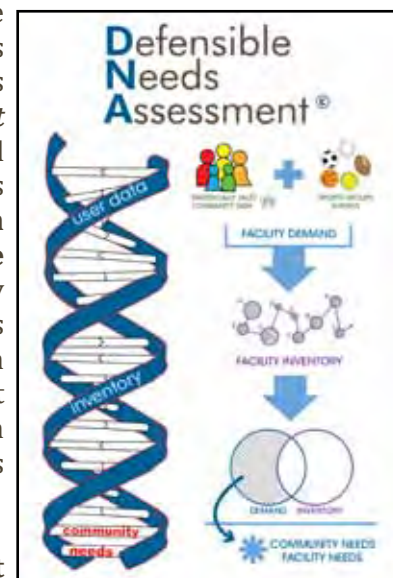 Defensible
Needs
Assessment ©
user data
inventory
community
needs
FACILITY DEMAND
FACILITY INVENTORY
DEMAND INVENTORY
COMMUNITY NEEDS
FACILITY NEEDS